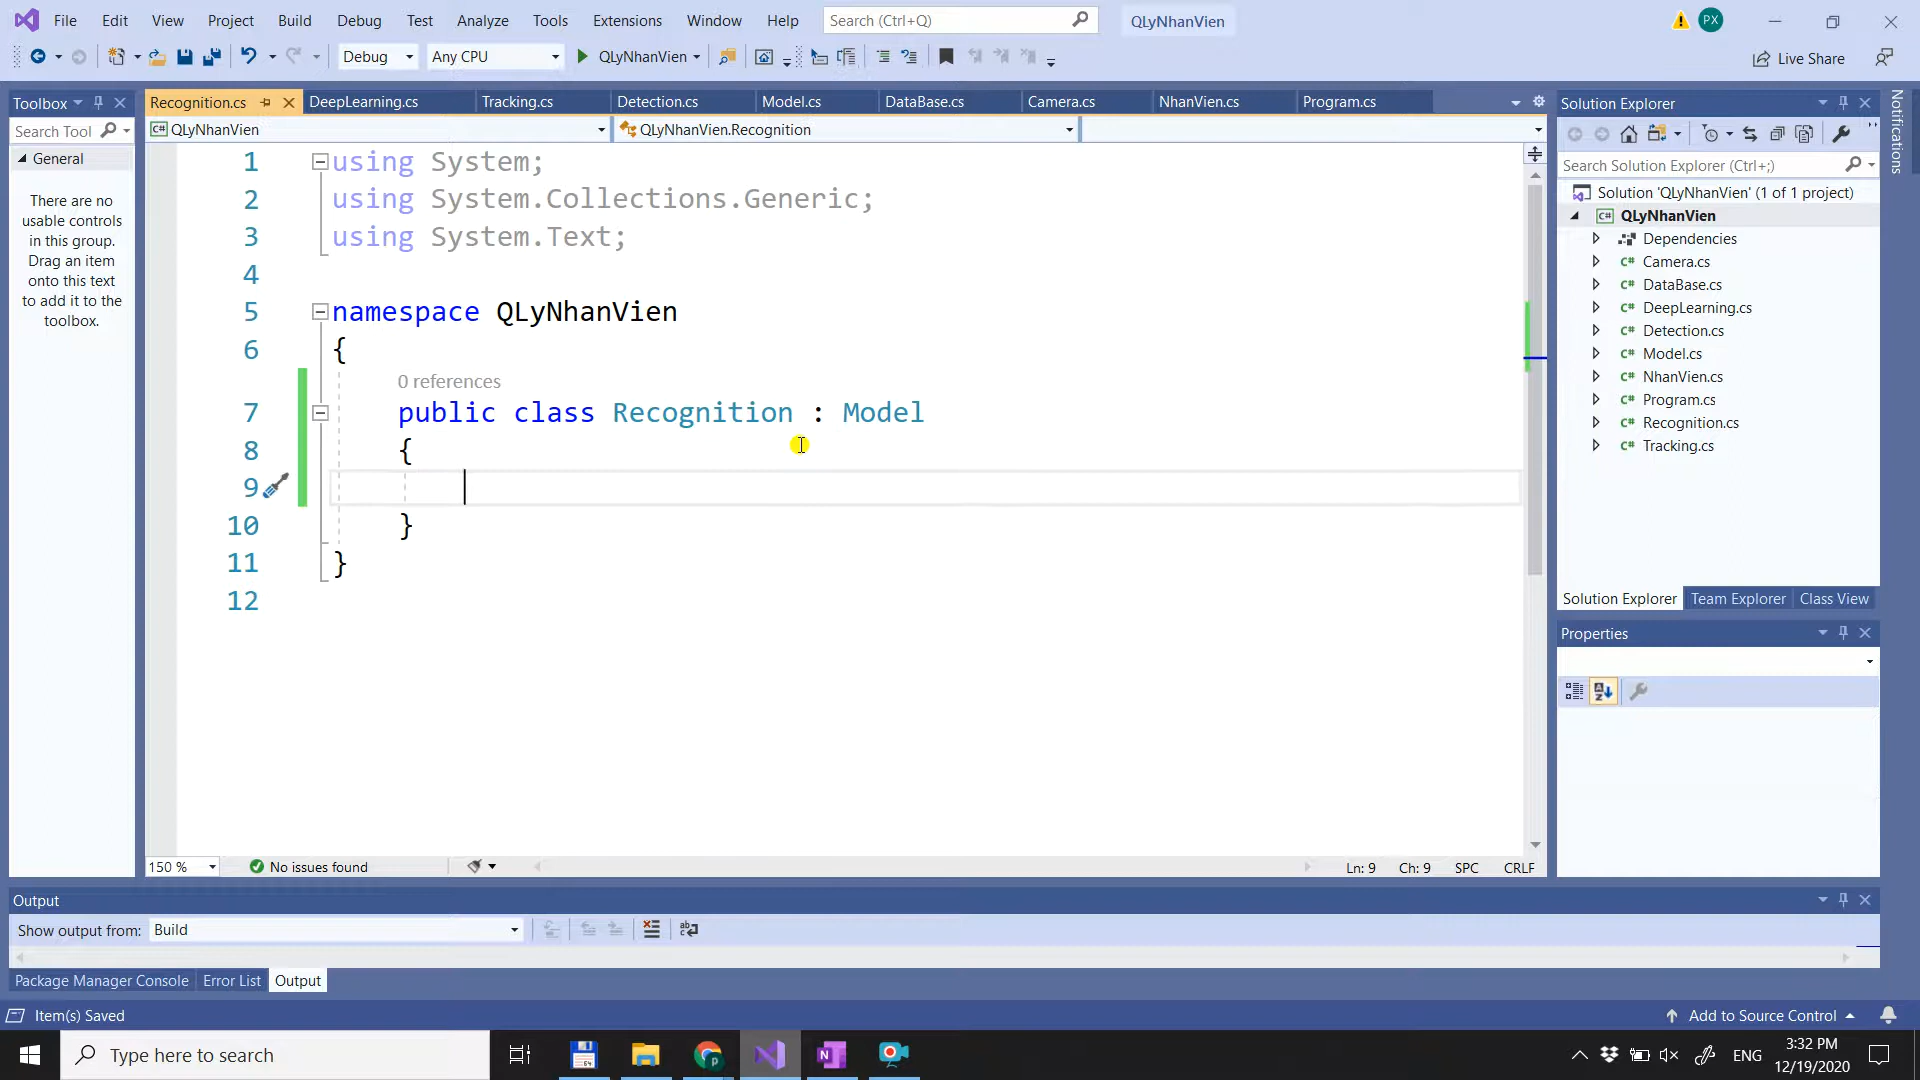 File Edit View Project Build Debug Test Analyze Tools Extensions Window Help Search (Ctrl+Q) QLyNhanVien PX
Debug Any CPU QLyNhanVien Live Share
Toolbox
Search Tool
General
There are no
usable controls
in this group.
Drag an item
onto this text
to add it to the
toolbox.
Recognition.cs DeepLearning.cs Tracking.cs Detection.cs Model.cs DataBase.cs Camera.cs NhanVien.cs Program.cs
QLyNhanVien QLyNhanVien.Recognition
1 using System;
2 using System.Collections.Generic;
3 using System.Text;
4
5 namespace QLyNhanVien
6 {
0 references
7 public class Recognition : Model
8 {
9
10 }
11 }
12
150 % No issues found Ln: 9 Ch: 9 SPC CRLF
Solution Explorer
Search Solution Explorer (Ctrl+;)
Solution 'QLyNhanVien' (1 of 1 project)
C# QLyNhanVien
Dependencies
C# Camera.cs
C# DataBase.cs
C# DeepLearning.cs
C# Detection.cs
C# Model.cs
C# NhanVien.cs
C# Program.cs
C# Recognition.cs
C# Tracking.cs
Solution Explorer Team Explorer Class View
Properties
Notifications
Output
Show output from: Build
Package Manager Console Error List Output
Item(s) Saved Add to Source Control
Type here to search ENG 3:32 PM
12/19/2020